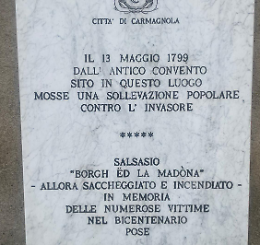 CITTA' DI CARMAGNOLA
IL 13 MAGGIO 1799
DALL' ANTICO CONVENTO
SITO IN QUESTO LUOGO
MOSSE UNA SOLLEVAZIONE POPOLARE
CONTRO L' INVASORE
*****
SALSASIO
"BORGH ËD LA MADÒNA"
- ALLORA SACCHEGGIATO E INCENDIATO -
IN MEMORIA
DELLE NUMEROSE VITTIME
NEL BICENTENARIO
POSE